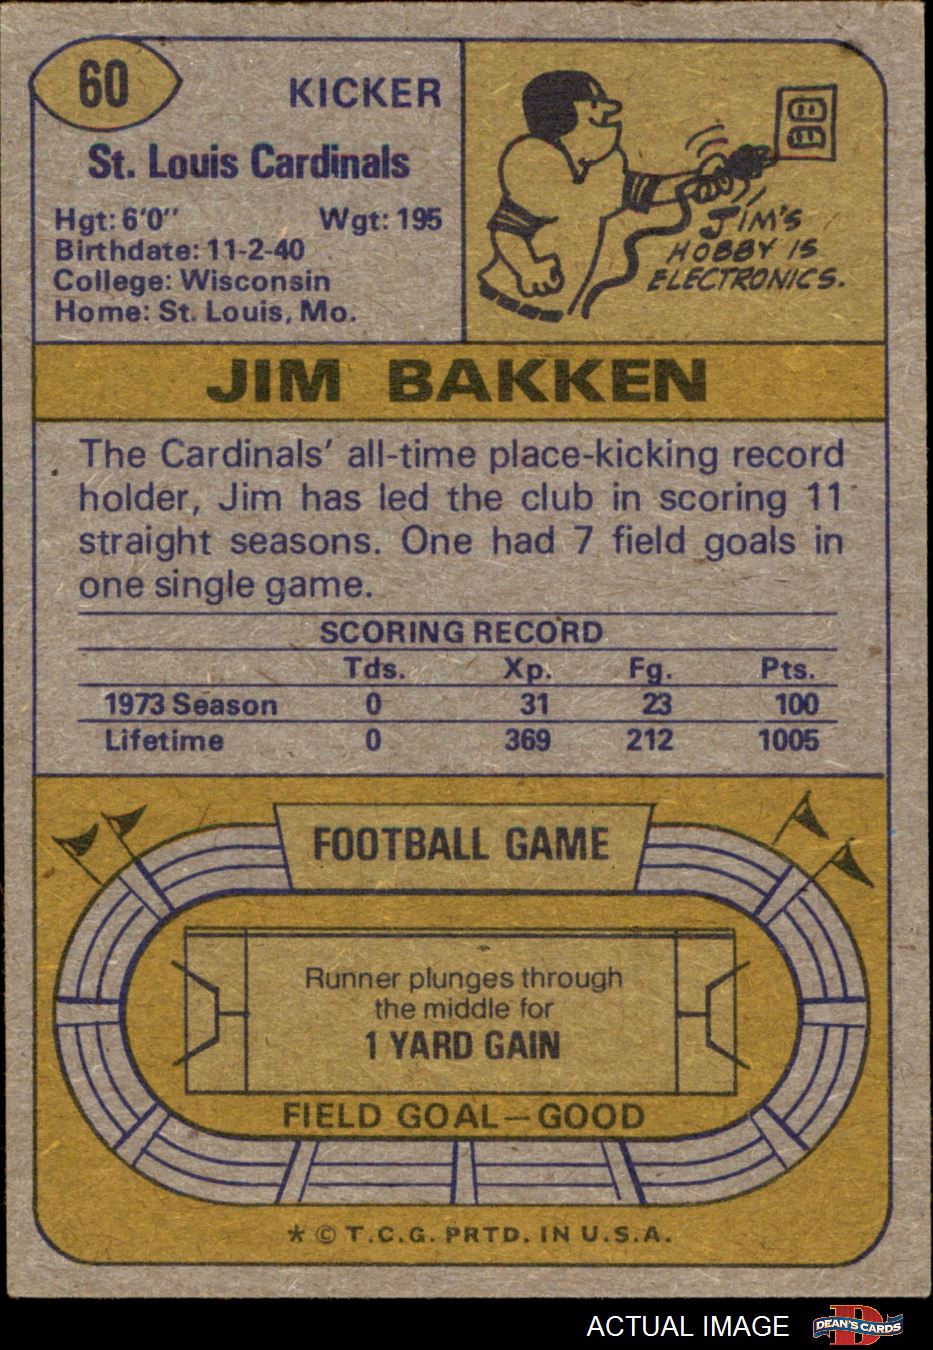 60
KICKER
St. Louis Cardinals
Hgt: 6'0" Wgt: 195
Birthdate: 11-2-40
College: Wisconsin
Home: St. Louis, Mo.
JIM'S
HOBBY IS
ELECTRONICS.
JIM BAKKEN
The Cardinals' all-time place-kicking record
holder, Jim has led the club in scoring 11
straight seasons. One had 7 field goals in
one single game.
SCORING RECORD
Tds. Xp. Fg. Pts.
1973 Season 0 31 23 100
Lifetime 0 369 212 1005
FOOTBALL GAME
Runner plunges through
the middle for
1 YARD GAIN
FIELD GOAL—GOOD
* © T.C.G. PRTD. IN U.S.A.
ACTUAL IMAGE
D
DEAN'S CARDS